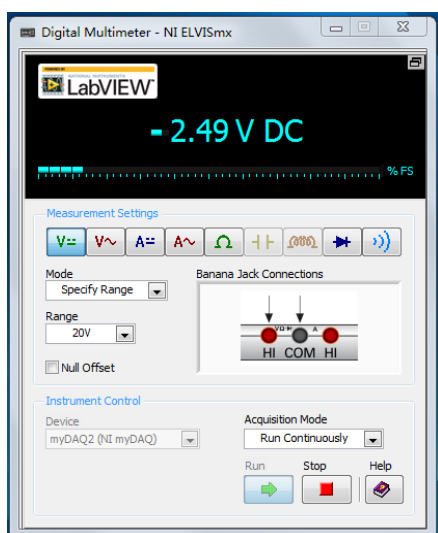 Digital Multimeter - NI ELVISmx
LabVIEW
- 2.49 V DC
% FS
Measurement Settings
V= V~ A= A~ Ω
Mode
Banana Jack Connections
Specify Range
Range
20V
VΩ A
HI COM HI
Null Offset
Instrument Control
Device
Acquisition Mode
myDAQ2 (NI myDAQ)
Run Continuously
Run Stop Help